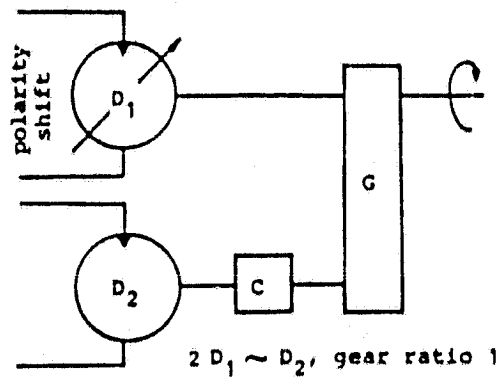 polarity
shift
D1
G
D2
C
2 D1 ~ D2, gear ratio 1